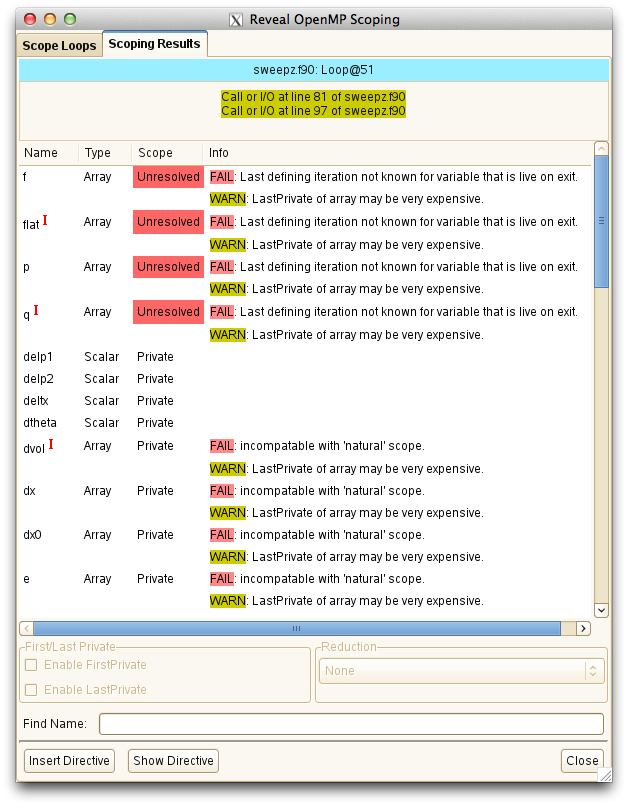 X Reveal OpenMP Scoping
Scope Loops Scoping Results
sweepz.f90: Loop@51
Call or I/O at line 81 of sweepz.f90
Call or I/O at line 97 of sweepz.f90
Name Type Scope Info
f Array Unresolved FAIL: Last defining iteration not known for variable that is live on exit.
WARN: LastPrivate of array may be very expensive.
flat I Array Unresolved FAIL: Last defining iteration not known for variable that is live on exit.
WARN: LastPrivate of array may be very expensive.
p Array Unresolved FAIL: Last defining iteration not known for variable that is live on exit.
WARN: LastPrivate of array may be very expensive.
q I Array Unresolved FAIL: Last defining iteration not known for variable that is live on exit.
WARN: LastPrivate of array may be very expensive.
delp1 Scalar Private
delp2 Scalar Private
deltx Scalar Private
dtheta Scalar Private
dvol I Array Private FAIL: incompatable with 'natural' scope.
WARN: LastPrivate of array may be very expensive.
dx Array Private FAIL: incompatable with 'natural' scope.
WARN: LastPrivate of array may be very expensive.
dx0 Array Private FAIL: incompatable with 'natural' scope.
WARN: LastPrivate of array may be very expensive.
e Array Private FAIL: incompatable with 'natural' scope.
WARN: LastPrivate of array may be very expensive.
First/Last Private Reduction
Enable FirstPrivate None
Enable LastPrivate
Find Name:
Insert Directive Show Directive Close